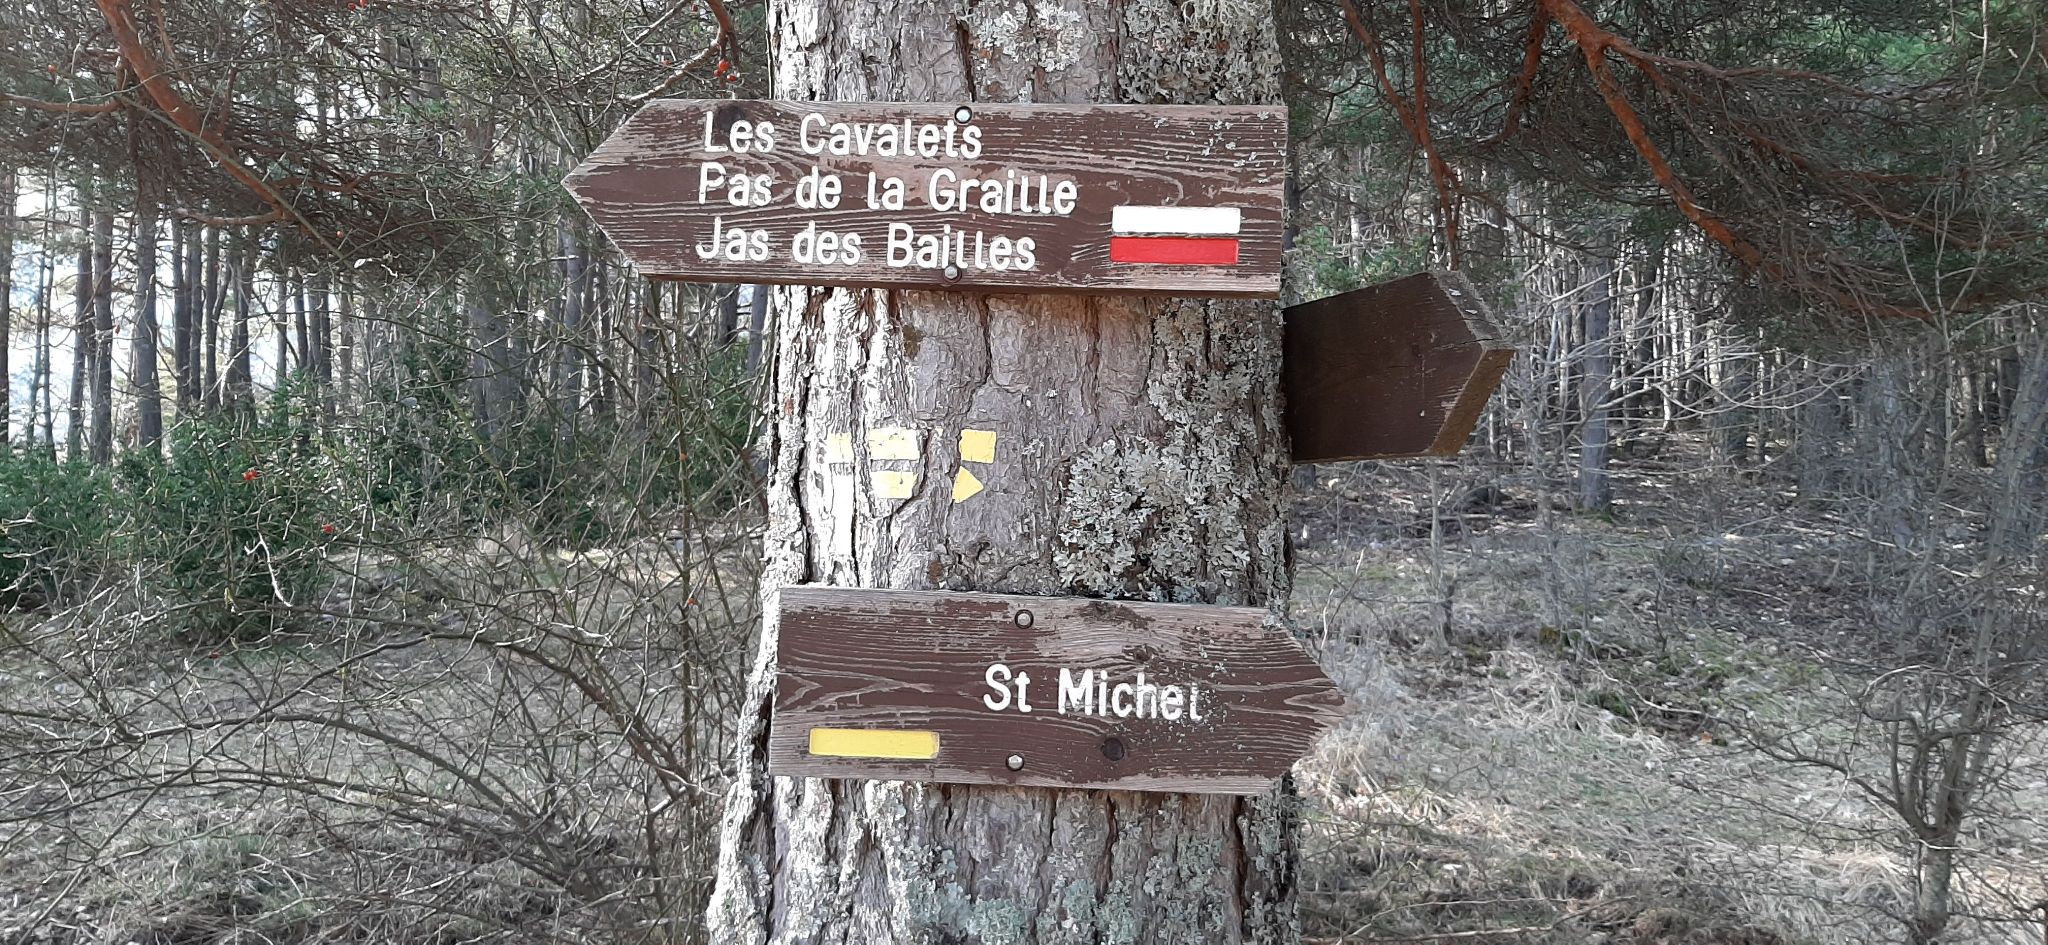 Les Cavalets
Pas de la Graille
Jas des Bailles
St Michel